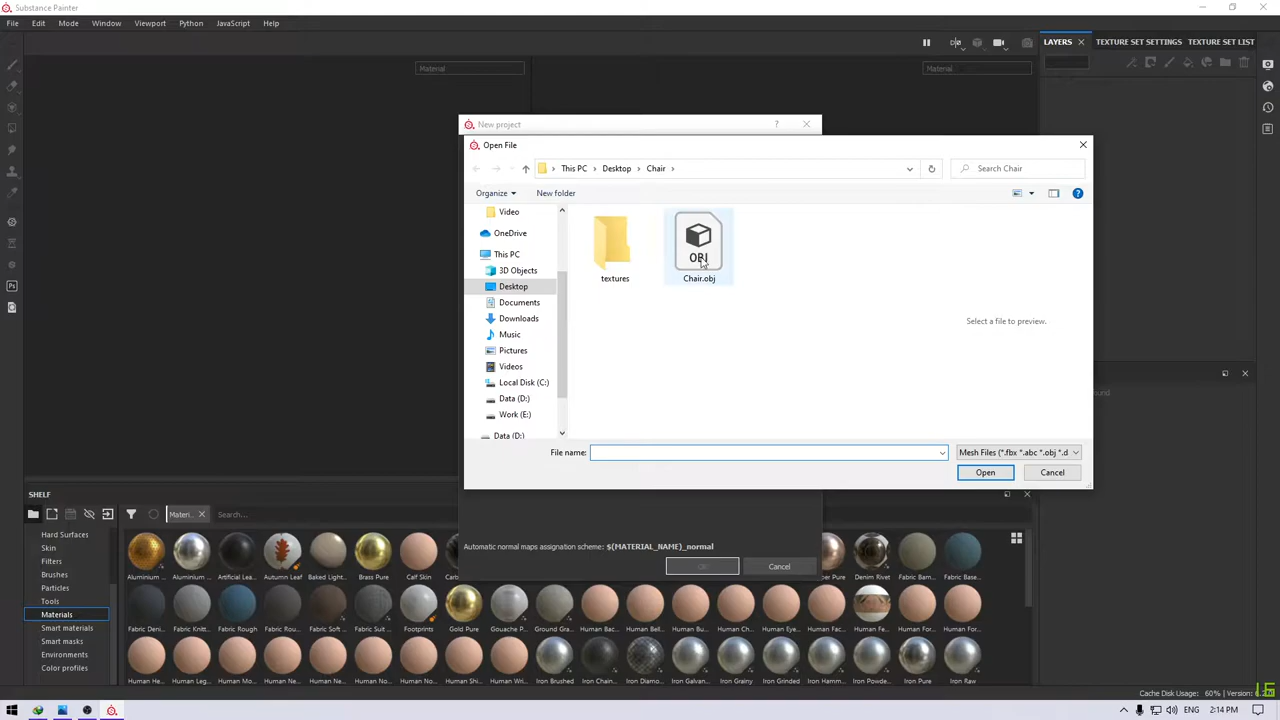 Substance Painter
File Edit Mode Window Viewport Python JavaScript Help
Material
Material
LAYERS TEXTURE SET SETTINGS TEXTURE SET LIST
New project
?
Open File
This PC > Desktop > Chair >
Search Chair
Organize
New folder
Video
OneDrive
This PC
3D Objects
Desktop
Documents
Downloads
Music
Pictures
Videos
Local Disk (C:)
Data (D:)
Work (E:)
Data (D:)
textures
OBJ
Chair.obj
Select a file to preview.
File name:
Mesh Files (*.fbx *.abc *.obj *.d
Open
Cancel
Automatic normal maps assignation scheme: $(MATERIAL_NAME)_normal
OK
Cancel
SHELF
Materi...
Search...
Hard Surfaces
Skin
Filters
Brushes
Particles
Tools
Materials
Smart materials
Smart masks
Environments
Color profiles
Aluminium ... Aluminium ... Artificial Lea... Autumn Leaf Baked Light... Brass Pure Calf Skin
Denim Rivet Fabric Bam... Fabric Base...
Fabric Deni... Fabric Knitt... Fabric Rough Fabric Rou... Fabric Soft ... Fabric Suit ... Footprints Gold Pure Gouache P... Ground Gra... Human Bac... Human Bell... Human Bu... Human Ch... Human Eye... Human Fac... Human Fe... Human For... Human For...
Human He... Human Leg... Human Mo... Human Ne... Human Ne... Human No... Human No... Human Shi... Human Wri... Iron Brushed Iron Chain... Iron Diamo... Iron Galva... Iron Grainy Iron Grinded Iron Hamm... Iron Powde... Iron Pure Iron Raw
Cache Disk Usage: 60% | Version:
ENG 2:14 PM